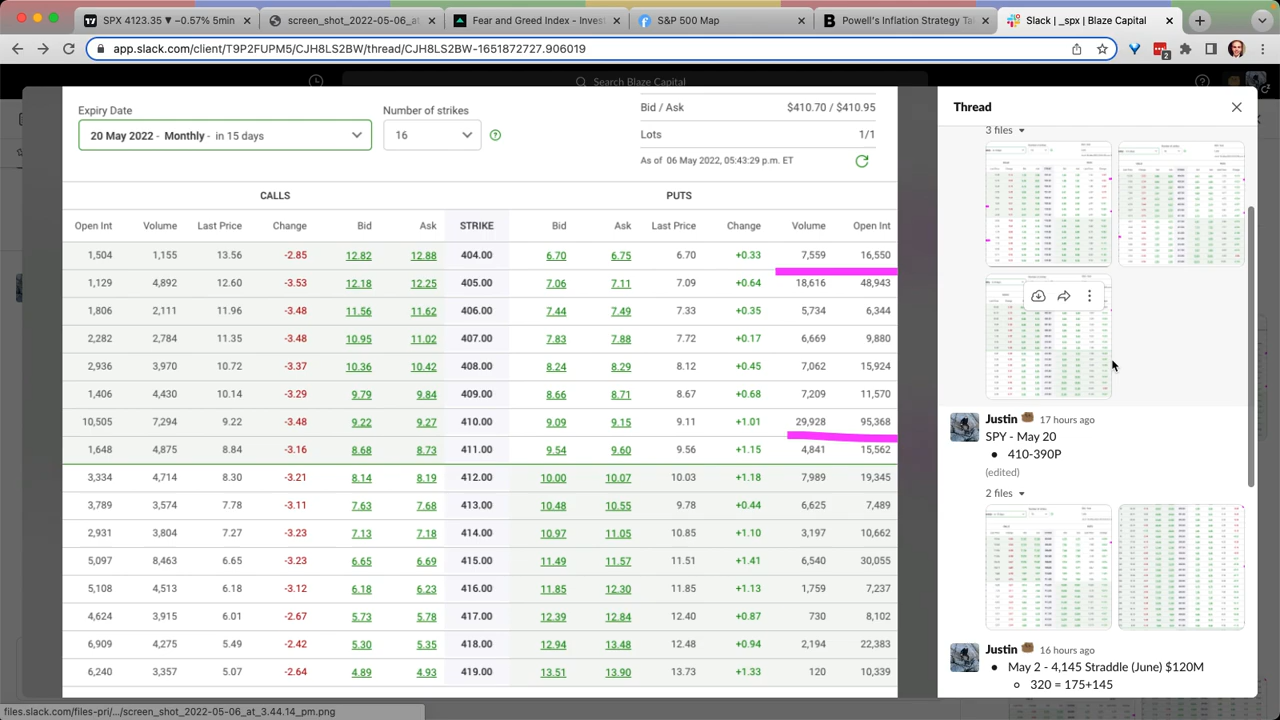 SPX 4123.35 ▼ −0.57% 5min
screen_shot_2022-05-06_at
Fear and Greed Index - Invest
S&P 500 Map
Powell's Inflation Strategy Ta
Slack | _spx | Blaze Capital
app.slack.com/client/T9P2FUPM5/CJH8LS2BW/thread/CJH8LS2BW-1651872727.906019
2
Search Blaze Capital
Expiry Date
20 May 2022 - Monthly - in 15 days
Number of strikes
16
Bid / Ask $410.70 / $410.95
Lots 1/1
As of 06 May 2022, 05:43:29 p.m. ET
CALLS PUTS
Open Int Volume Last Price Change Bid Ask STRIKE Bid Ask Last Price Change Volume Open Int
1,504 1,155 13.56 -2.85 12.82 12.88 404.00 6.70 6.75 6.70 +0.33 7,559 16,550
1,129 4,892 12.60 -3.53 12.18 12.25 405.00 7.06 7.11 7.09 +0.64 18,616 48,943
1,806 2,111 11.96 -3.48 11.56 11.62 406.00 7.44 7.49 7.33 +0.35 5,734 6,344
2,282 2,784 11.35 -3.48 11.02 407.00 7.83 7.88 7.72 +0.17 6,669 9,880
2,936 3,970 10.72 -3.37 10.42 408.00 8.24 8.29 8.12 +0.45 7,062 15,924
1,406 4,430 10.14 -3.29 9.84 409.00 8.66 8.71 8.67 +0.68 7,209 11,570
10,505 7,294 9.22 -3.48 9.27 410.00 9.09 9.15 9.11 +1.01 29,928 95,368
1,648 4,875 8.84 -3.16 8.68 8.73 411.00 9.54 9.60 9.56 +1.15 4,841 15,562
3,334 4,714 8.30 -3.21 8.14 8.19 412.00 10.00 10.07 10.03 +1.18 7,989 19,345
3,789 3,574 7.78 -3.11 7.63 7.68 413.00 10.48 10.55 9.78 +0.44 6,625 7,489
2,931 3,804 7.27 -3.23 7.13 7.18 414.00 10.97 11.05 10.85 3,197 10,662
5,097 8,463 6.65 -3.23 6.69 415.00 11.49 11.57 11.51 +1.41 6,540 30,055
5,108 4,513 6.18 6.23 11.85 12.30 11.85 1,759 7,237
4,624 3,915 6.01 -2.67 5.78 417.00 12.39 12.84 12.40 +0.87 730 8,102
6,909 4,275 5.49 -2.42 5.30 5.35 418.00 12.94 13.48 12.48 +0.94 2,194 22,383
6,240 3,357 5.07 -2.64 4.89 4.93 419.00 13.51 13.90 13.73 +1.33 120 10,339
Thread
3 files
Justin 17 hours ago
SPY - May 20
• 410-390P
(edited)
2 files
Justin 16 hours ago
• May 2 - 4,145 Straddle (June) $120M
○ 320 = 175+145
files.slack.com/files-pri/.../screen_shot_2022-05-06_at_3.44.14_pm.png